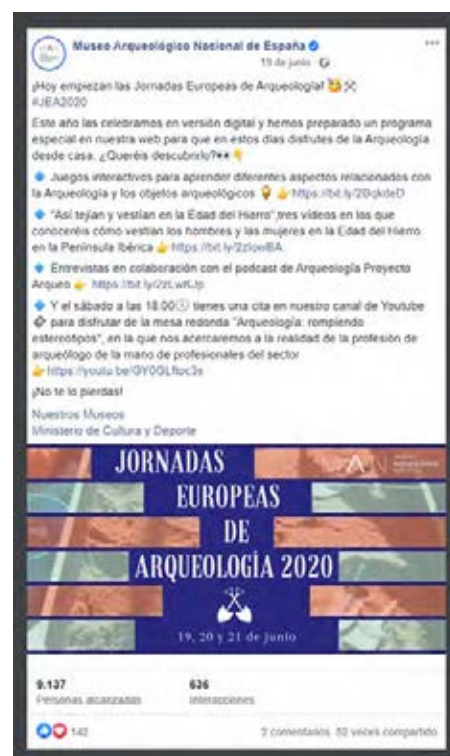 Museo Arqueológico Nacional de España
19 de junio
¡Hoy empiezan las Jornadas Europeas de Arqueología!
#JEA2020
Este año las celebramos en versión digital y hemos preparado un programa
especial en nuestra web para que en estos días disfrutes de la Arqueología
desde casa. ¿Queréis descubrirlo?
Juegos interactivos para aprender diferentes aspectos relacionados con
la Arqueología y los objetos arqueológicos
"Así tejían y vestían en la Edad del Hierro",tres vídeos en los que
conoceréis cómo vestían los hombres y las mujeres en la Edad del Hierro
en la Península Ibérica
Entrevistas en colaboración con el podcast de Arqueología Proyecto
Arqueo
Y el sábado a las 18:00 tienes una cita en nuestro canal de Youtube
para disfrutar de la mesa redonda "Arqueología: rompiendo
estereotipos", en la que nos acercaremos a la realidad de la profesión de
arqueólogo de la mano de profesionales del sector
¡No te lo pierdas!
Nuestros Museos
Ministerio de Cultura y Deporte
JORNADAS
EUROPEAS
DE
ARQUEOLOGÍA 2020
19, 20 y 21 de junio
9.137 636
Personas alcanzadas Interacciones
142 2 comentarios 52 veces compartido